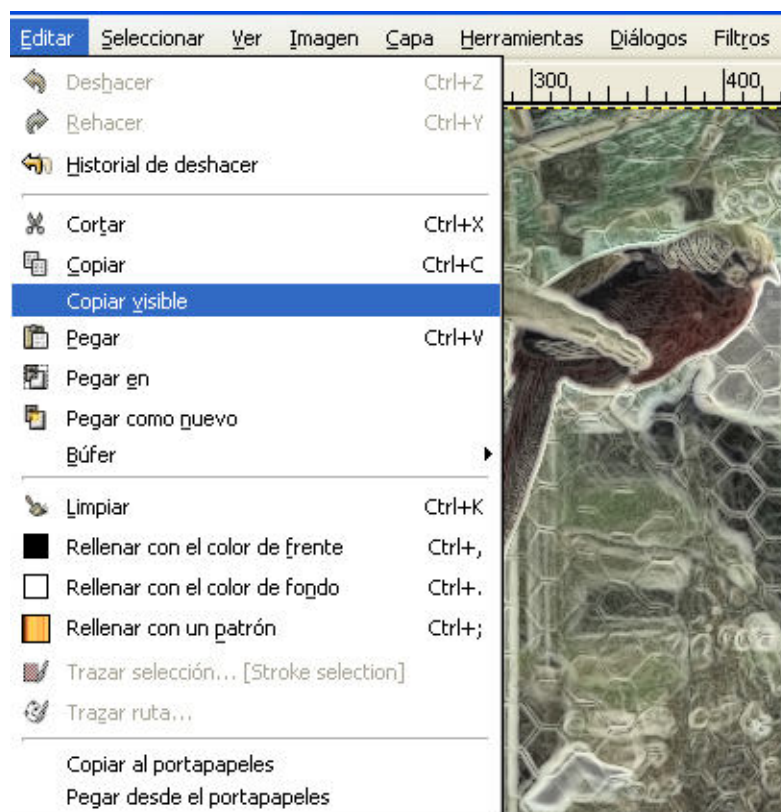 Editar Seleccionar Ver Imagen Capa Herramientas Diálogos Filtros
300 400
Deshacer Ctrl+Z
Rehacer Ctrl+Y
Historial de deshacer
Cortar Ctrl+X
Copiar Ctrl+C
Copiar visible
Pegar Ctrl+V
Pegar en
Pegar como nuevo
Búfer
Limpiar Ctrl+K
Rellenar con el color de frente Ctrl+,
Rellenar con el color de fondo Ctrl+.
Rellenar con un patrón Ctrl+;
Trazar selección... [Stroke selection]
Trazar ruta...
Copiar al portapapeles
Pegar desde el portapapeles